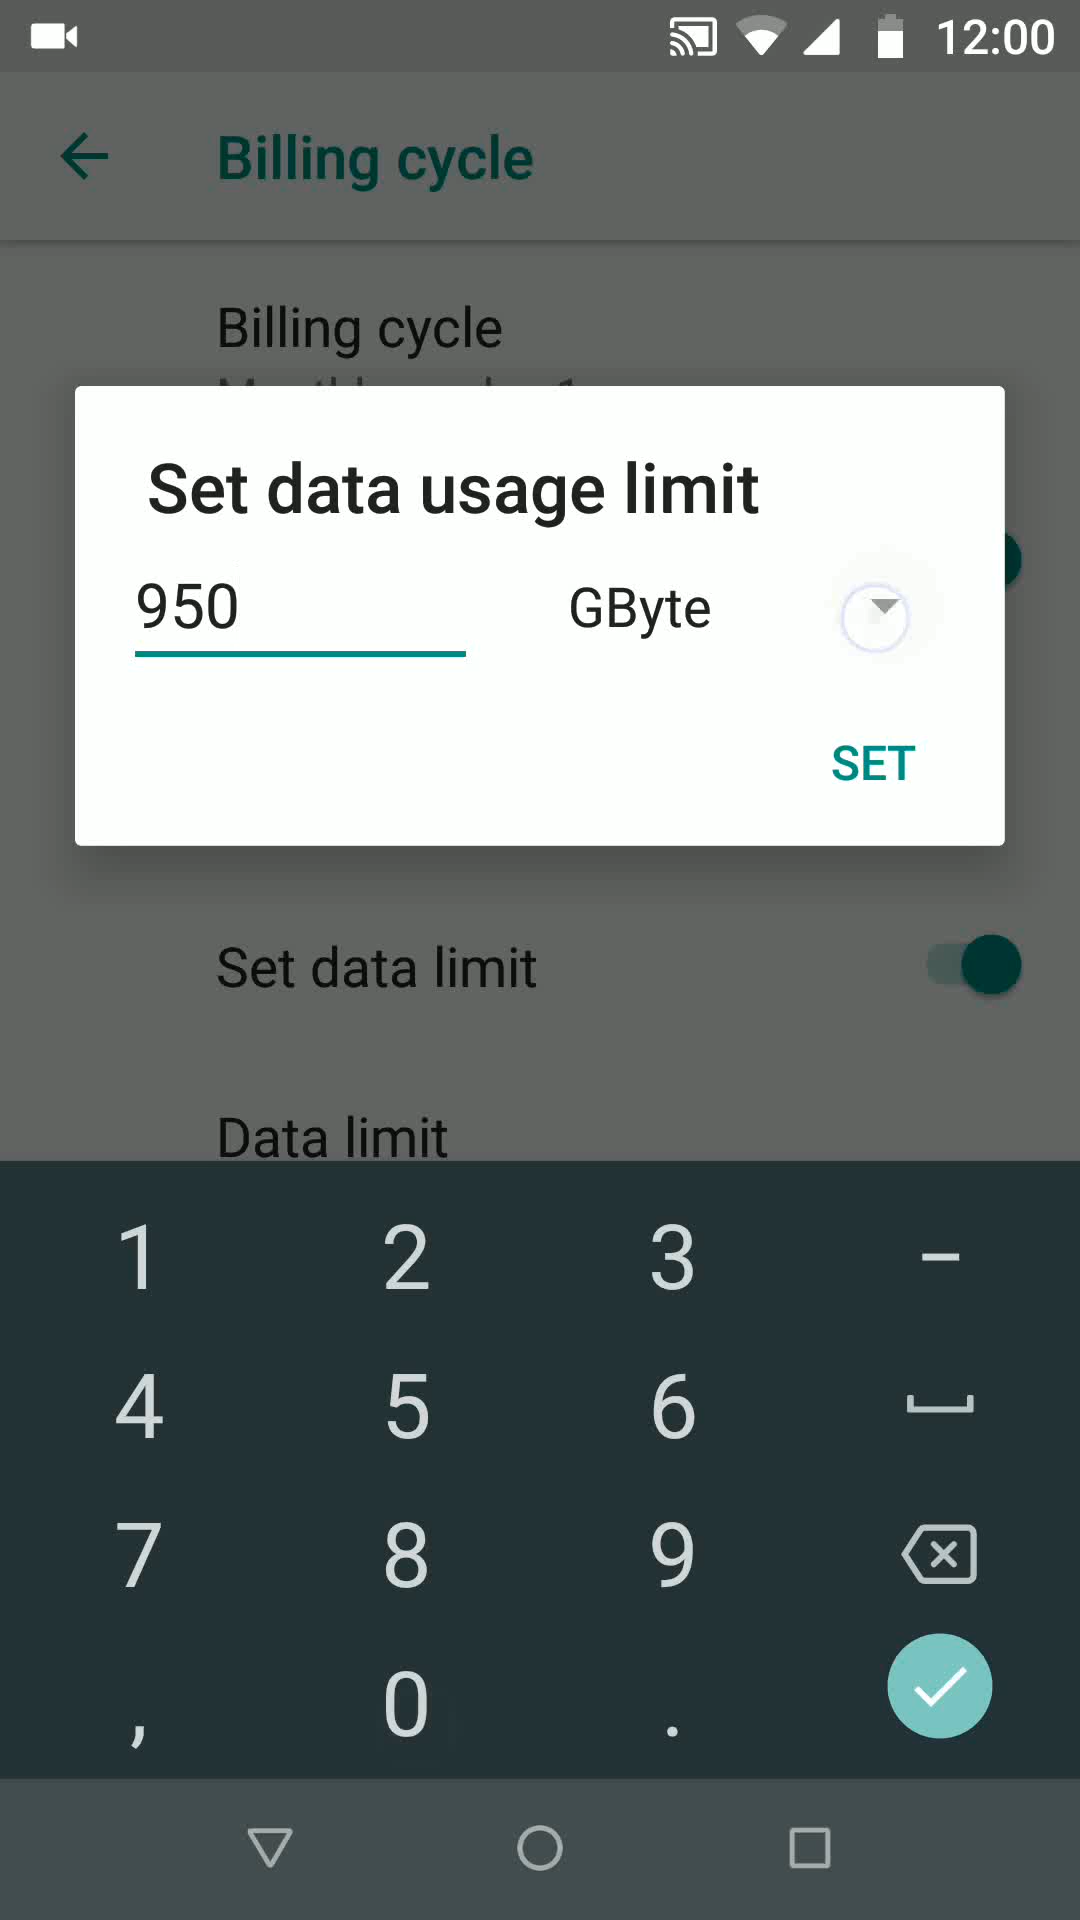 12:00
Billing cycle
Billing cycle
Set data usage limit
950 GByte
SET
Set data limit
Data limit
1 2 3 –
4 5 6
7 8 9
, 0 .